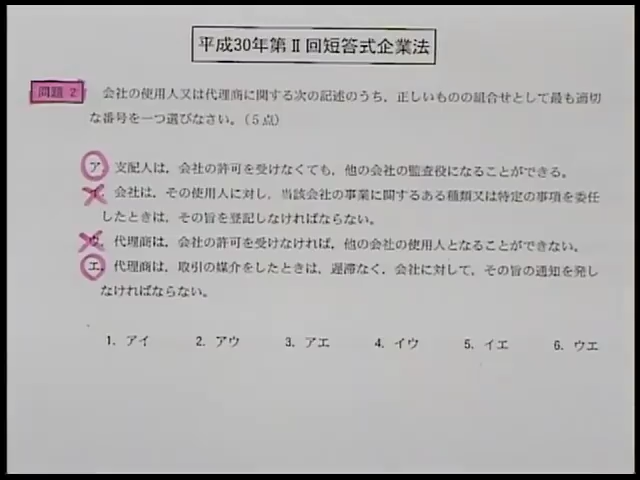 平成30年第Ⅱ回短答式企業法
問題 2 会社の使用人又は代理商に関する次の記述のうち,正しいものの組合せとして最も適切
な番号を一つ選びなさい。(5点)
ア.支配人は,会社の許可を受けなくても,他の会社の監査役になることができる。
イ.会社は,その使用人に対し,当該会社の事業に関するある種類又は特定の事項を委任
したときは,その旨を登記しなければならない。
ウ.代理商は,会社の許可を受けなければ,他の会社の使用人となることができない。
エ.代理商は,取引の媒介をしたときは,遅滞なく,会社に対して,その旨の通知を発し
なければならない。
1. アイ 2. アウ 3. アエ 4. イウ 5. イエ 6. ウエ